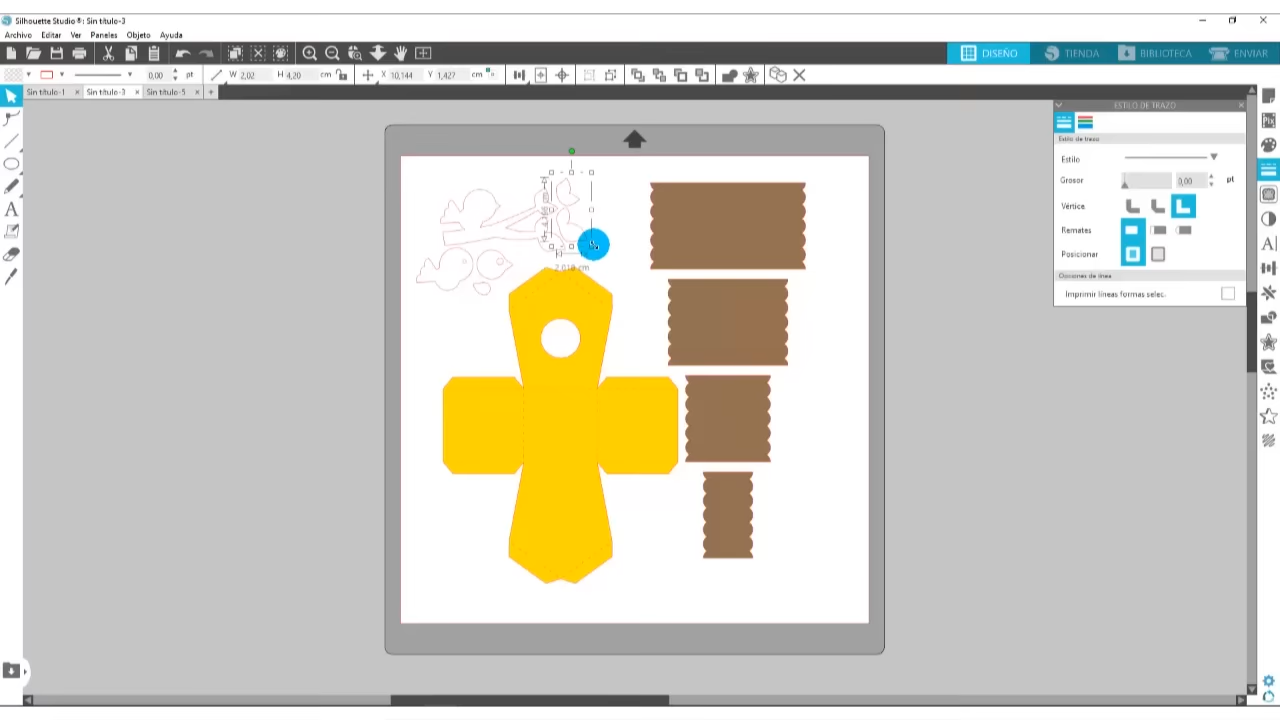 Silhouette Studio®: Sin título-3
Archivo Editar Ver Paneles Objeto Ayuda
DISEÑO TIENDA BIBLIOTECA ENVIAR
0,00 pt W 2,02 H 4,20 cm X 10,144 Y 1,427 cm
Sin título-1 × Sin título-3 × Sin título-5 × +
ESTILO DE TRAZO
Estilo de trazo
Estilo
Grosor 0,00 pt
Vértice
Remates
Posicionar
Opciones de línea
Imprimir líneas formas selec.